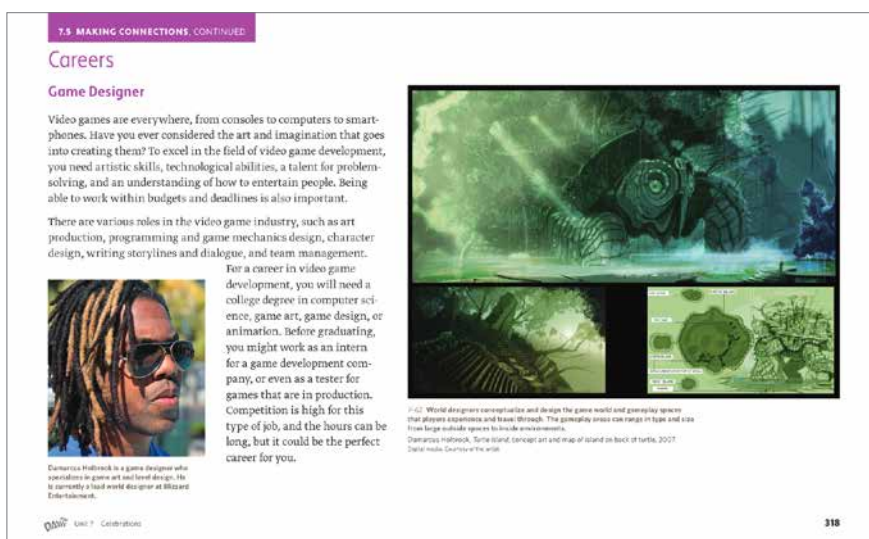 7.5 MAKING CONNECTIONS, CONTINUED
Careers
Game Designer
Video games are everywhere, from consoles to computers to smart-
phones. Have you ever considered the art and imagination that goes
into creating them? To excel in the field of video game development,
you need artistic skills, technological abilities, a talent for problem-
solving, and an understanding of how to entertain people. Being
able to work within budgets and deadlines is also important.
There are various roles in the video game industry, such as art
production, programming and game mechanics design, character
design, writing storylines and dialogue, and team management.
For a career in video game
development, you will need a
college degree in computer sci-
ence, game art, game design, or
animation. Before graduating,
you might work as an intern
for a game development com-
pany, or even as a tester for
games that are in production.
Competition is high for this
type of job, and the hours can be
long, but it could be the perfect
career for you.
Damarcus Holbrook is a game designer who
specializes in game art and level design. He
is currently a lead world designer at Blizzard
Entertainment.
World designers conceptualize and design the game world and gameplay spaces
that players experience and travel through. The gameplay areas can range in type and size
from large outside spaces to inside environments.
Damarcus Holbrook, Turtle Island, concept art and map of island on back of turtle, 2007.
Digital media. Courtesy of the artist.
Unit 7 Celebrations
318